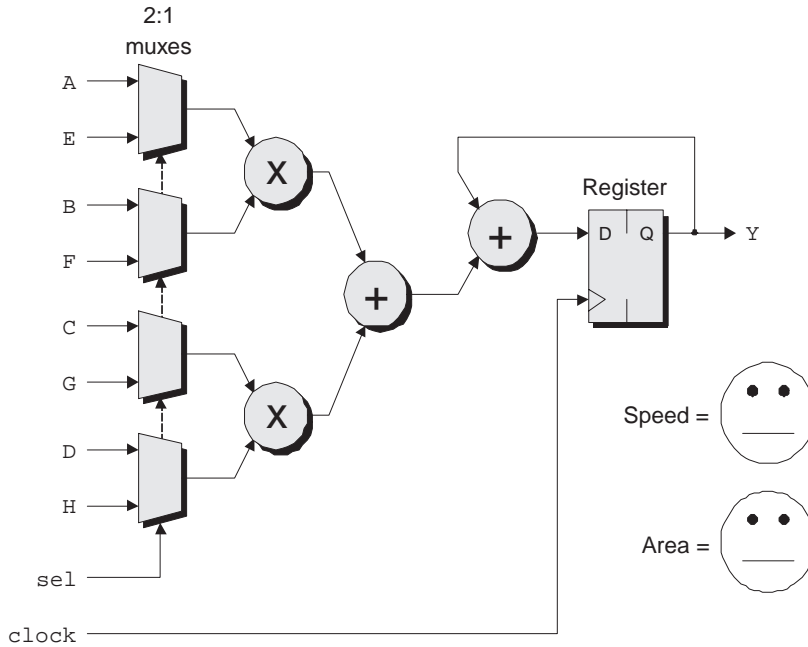 2:1
muxes
A
E
B
F
C
G
D
H
sel
clock
X
X
+
+
Register
D Q
Y
Speed =
Area =